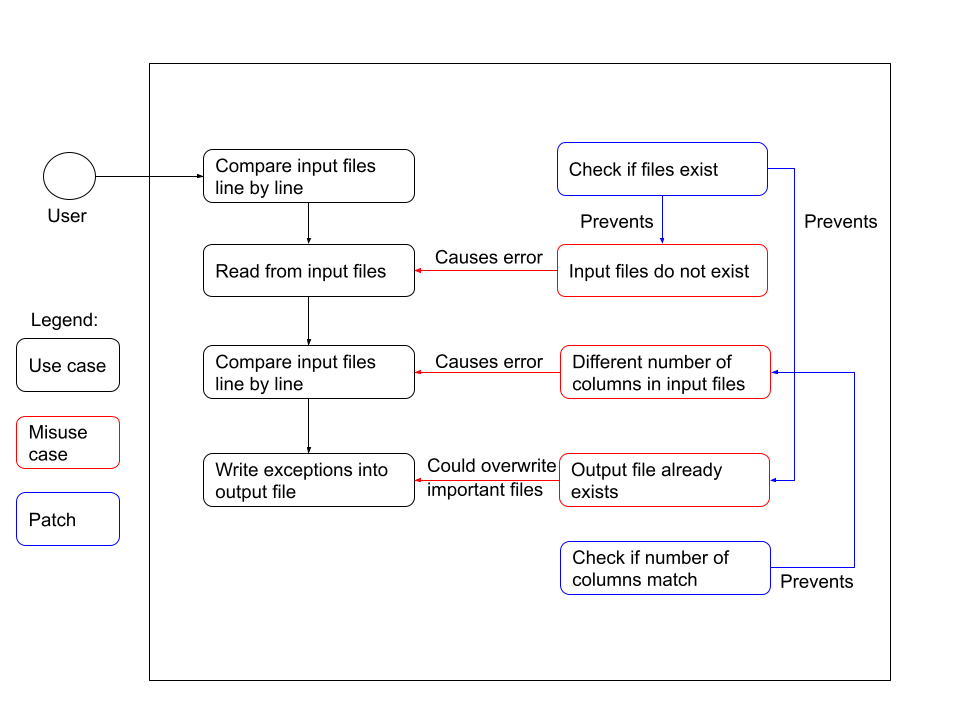 Compare input files
line by line
Check if files exist
User
Prevents
Prevents
Read from input files
Causes error
Input files do not exist
Legend:
Use case
Compare input files
line by line
Causes error
Different number of
columns in input files
Misuse
case
Write exceptions into
output file
Could overwrite
important files
Output file already
exists
Patch
Check if number of
columns match
Prevents